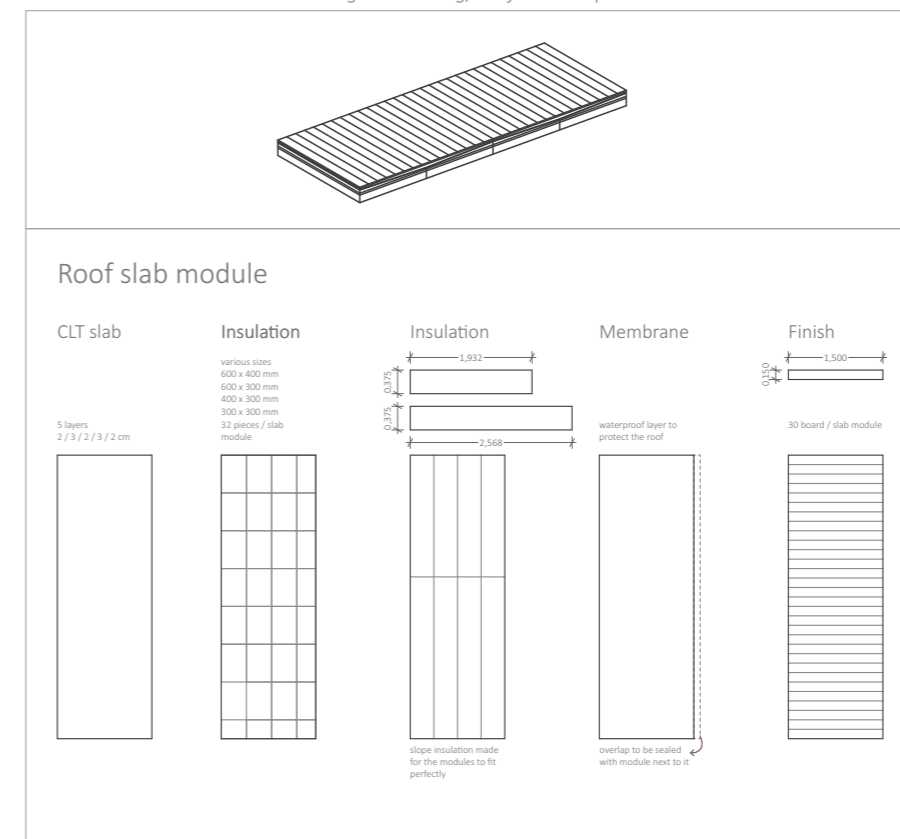 Roof slab module
CLT slab
5 layers
2 / 3 / 2 / 3 / 2 cm
Insulation
various sizes
600 x 400 mm
600 x 300 mm
400 x 300 mm
300 x 300 mm
32 pieces / slab
module
Insulation
1,932
0,375
0,375
2,568
slope insulation made
for the modules to fit
perfectly
Membrane
waterproof layer to
protect the roof
overlap to be sealed
with module next to it
Finish
1,500
0,150
30 board / slab module